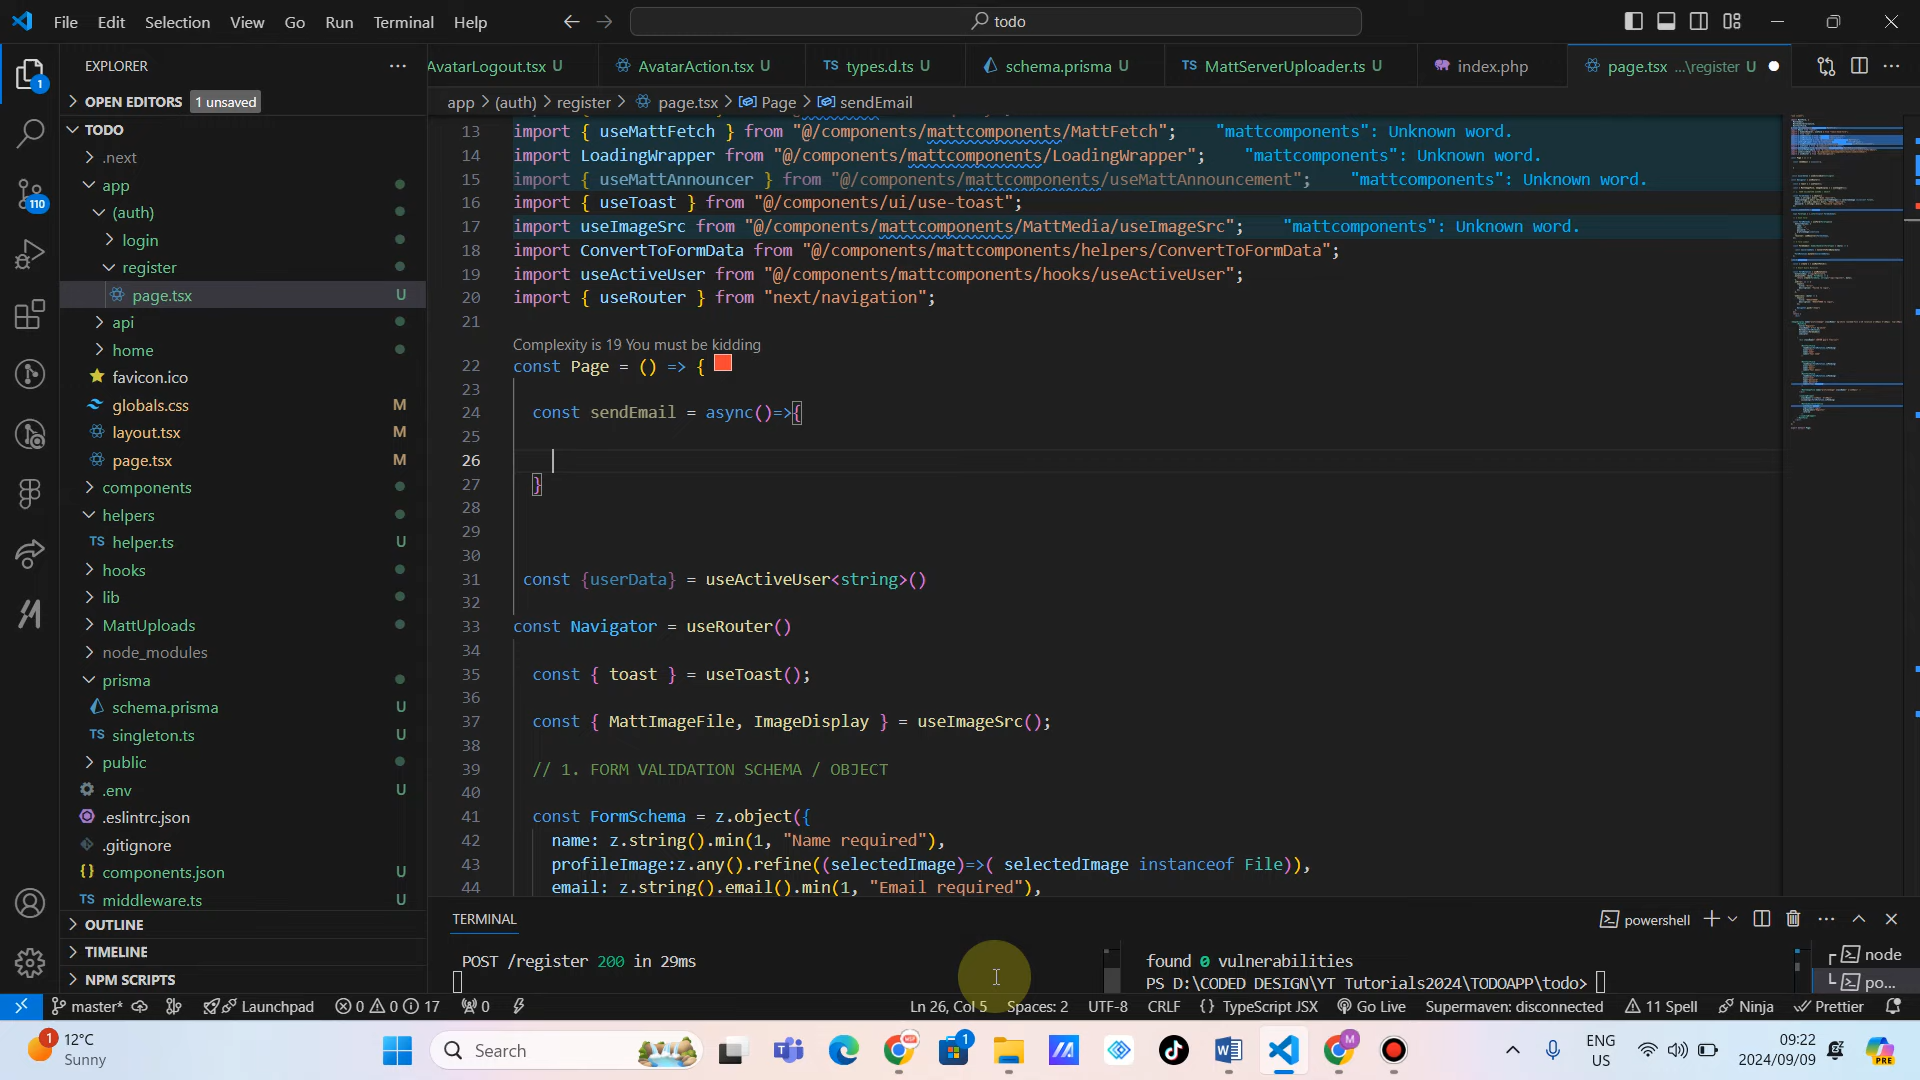 File Edit Selection View Go Run Terminal Help
todo
EXPLORER
AvatarLogout.tsx U
AvatarAction.tsx U
TS types.d.ts U
schema.prisma U
TS MattServerUploader.ts U
index.php
page.tsx ...\register U
OPEN EDITORS 1 unsaved
TODO
.next
app
(auth)
login
register
page.tsx U
api
home
favicon.ico
globals.css M
layout.tsx M
page.tsx M
components
helpers
TS helper.ts U
hooks
lib
MattUploads
node_modules
prisma
schema.prisma U
TS singleton.ts U
public
.env U
.eslintrc.json
.gitignore
components.json U
TS middleware.ts U
OUTLINE
TIMELINE
NPM SCRIPTS
1
110
app > (auth) > register > page.tsx > Page > sendEmail
13 import { useMattFetch } from "@/components/mattcomponents/MattFetch"; "mattcomponents": Unknown word.
14 import LoadingWrapper from "@/components/mattcomponents/LoadingWrapper"; "mattcomponents": Unknown word.
15 import { useMattAnnouncer } from "@/components/mattcomponents/useMattAnnouncement"; "mattcomponents": Unknown word.
16 import { useToast } from "@/components/ui/use-toast";
17 import useImageSrc from "@/components/mattcomponents/MattMedia/useImageSrc"; "mattcomponents": Unknown word.
18 import ConvertToFormData from "@/components/mattcomponents/helpers/ConvertToFormData";
19 import useActiveUser from "@/components/mattcomponents/hooks/useActiveUser";
20 import { useRouter } from "next/navigation";
21
Complexity is 19 You must be kidding
22 const Page = () => {
23
24 const sendEmail = async()=>{
25
26
27 }
28
29
30
31 const {userData} = useActiveUser<string>()
32
33 const Navigator = useRouter()
34
35 const { toast } = useToast();
36
37 const { MattImageFile, ImageDisplay } = useImageSrc();
38
39 // 1. FORM VALIDATION SCHEMA / OBJECT
40
41 const FormSchema = z.object({
42 name: z.string().min(1, "Name required"),
43 profileImage:z.any().refine((selectedImage)=>( selectedImage instanceof File)),
44 email: z.string().email().min(1, "Email required"),
TERMINAL
powershell
POST /register 200 in 29ms
found 0 vulnerabilities
PS D:\CODED DESIGN\YT Tutorials2024\TODOAPP\todo>
node
po...
master* Launchpad 0 0 17 0
Ln 26, Col 5 Spaces: 2 UTF-8 CRLF TypeScript JSX Go Live Supermaven: disconnected 11 Spell Ninja Prettier
1
12°C
Sunny
Search
1
M
ENG
US
09:22
2024/09/09
PRE